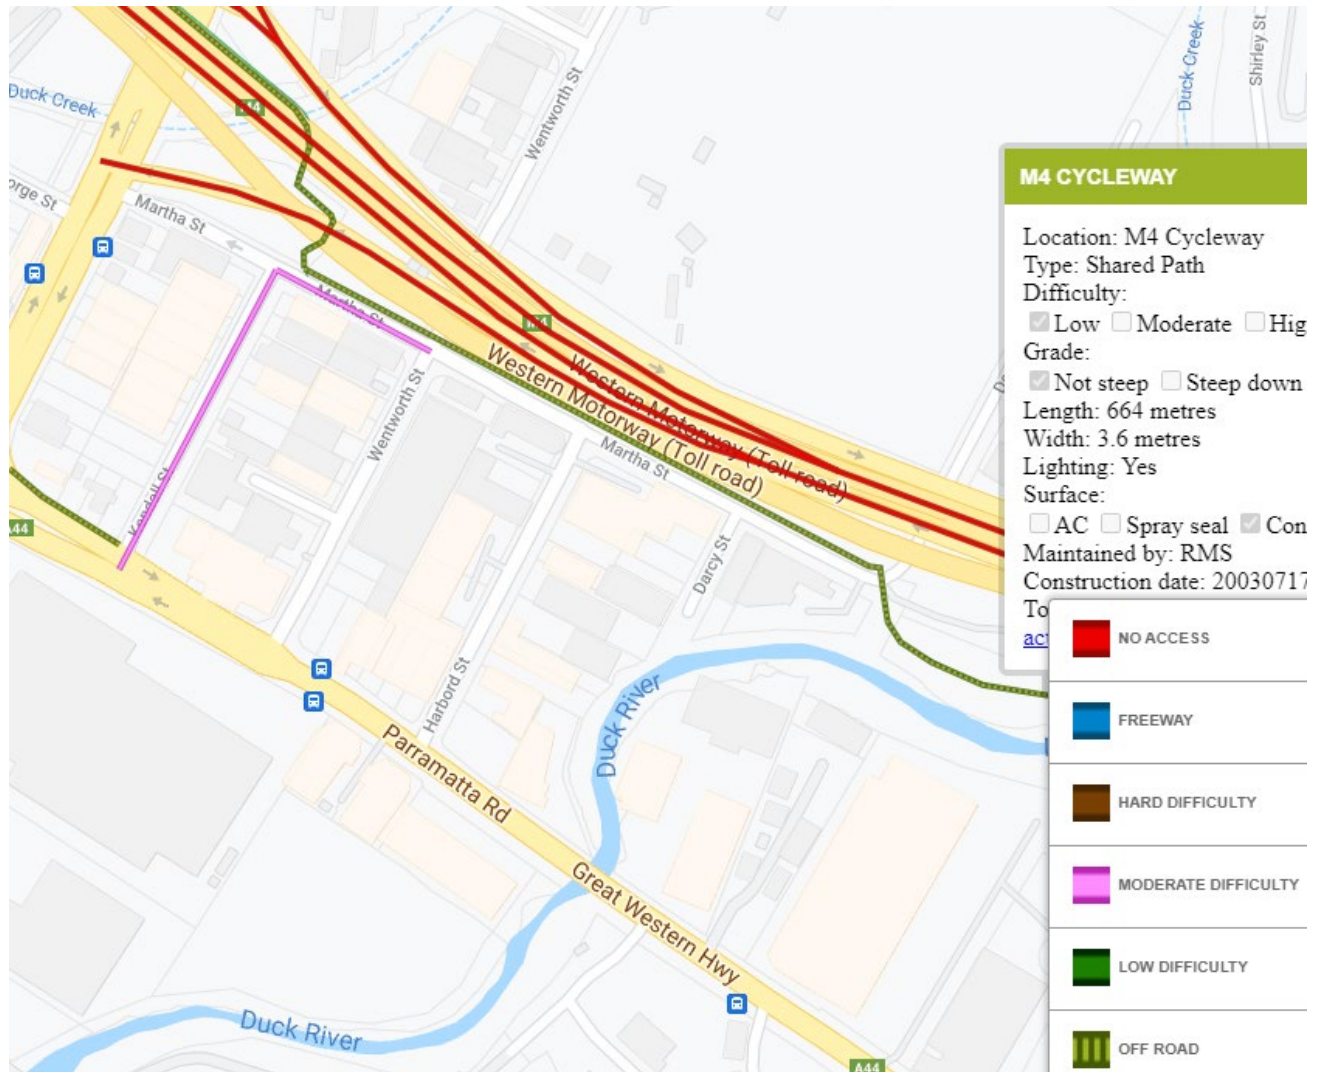 Duck Creek
M4
Wentworth St
Duck Creek
Shirley St
orge St
Martha St
M4 CYCLEWAY
Location: M4 Cycleway
Type: Shared Path
Difficulty:
Low Moderate Hig
Grade:
Not steep Steep down
Length: 664 metres
Width: 3.6 metres
Lighting: Yes
Surface:
AC Spray seal Con
Maintained by: RMS
Construction date: 20030717
To
act
Martha St
M4
Western Motorway (Toll road)
Western Motorway (Toll road)
Wentworth St
Martha St
Kendall St
A44
Darcy St
Harbord St
Duck River
Parramatta Rd
Great Western Hwy
Duck River
A44
NO ACCESS
FREEWAY
HARD DIFFICULTY
MODERATE DIFFICULTY
LOW DIFFICULTY
OFF ROAD